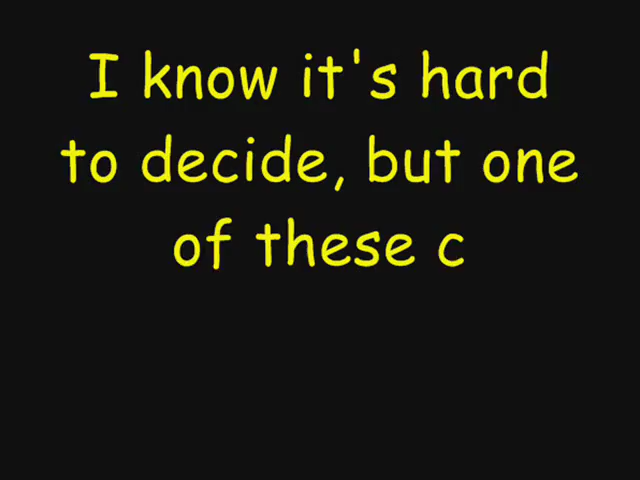 I know it's hard
to decide, but one
of these c